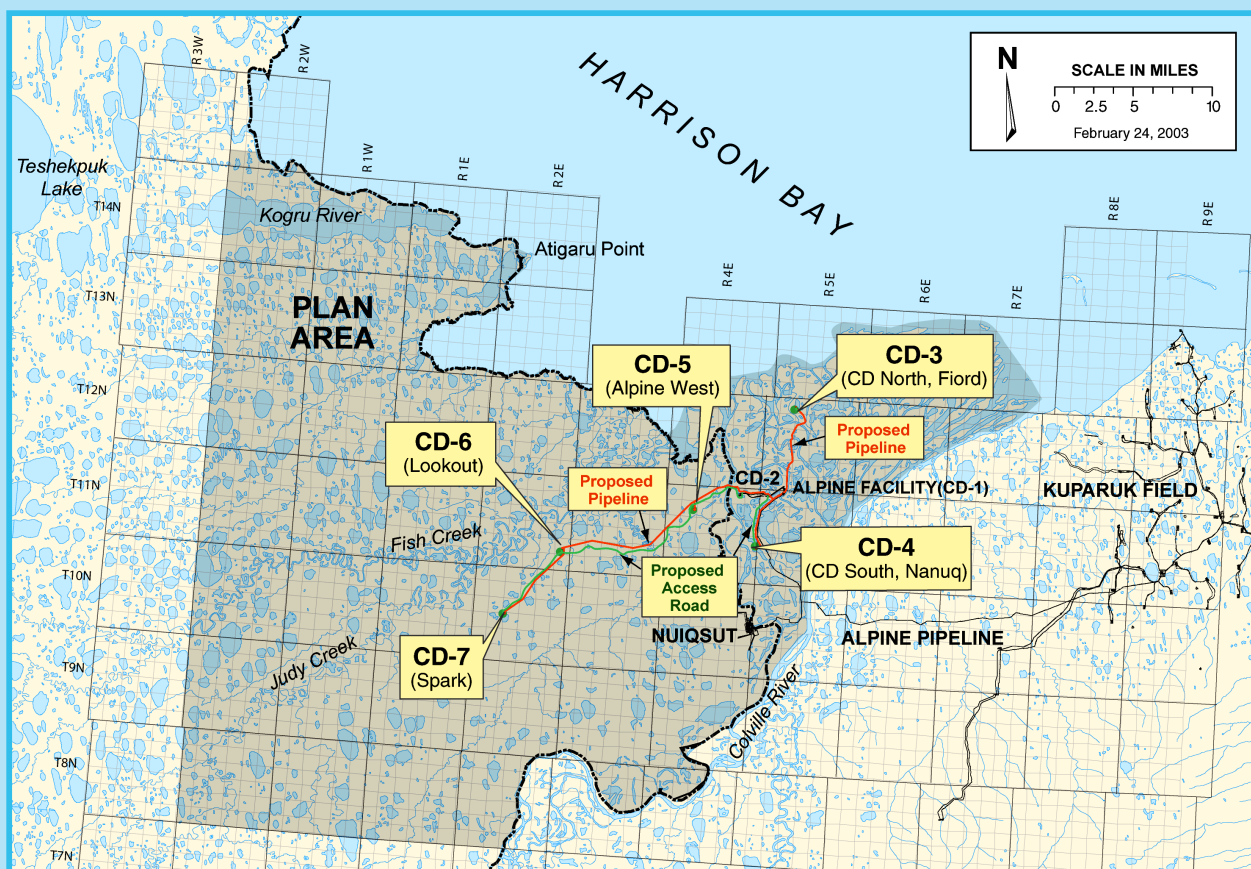 N
SCALE IN MILES
0 2.5 5 10
February 24, 2003
HARRISON BAY
R3W
R2W
R1W
R1E
R2E
R4E
R5E
R6E
R7E
R8E
R9E
Teshekpuk
Lake
T14N
Kogru River
Atigaru Point
T13N
PLAN
AREA
T12N
CD-5
(Alpine West)
CD-3
(CD North, Fiord)
Proposed
Pipeline
CD-6
(Lookout)
Proposed
Pipeline
CD-2
ALPINE FACILITY(CD-1)
KUPARUK FIELD
T11N
Fish Creek
CD-4
(CD South, Nanuq)
Proposed
Access
Road
T10N
NUIQSUT
ALPINE PIPELINE
CD-7
(Spark)
Judy Creek
T9N
Colville River
T8N
T7N